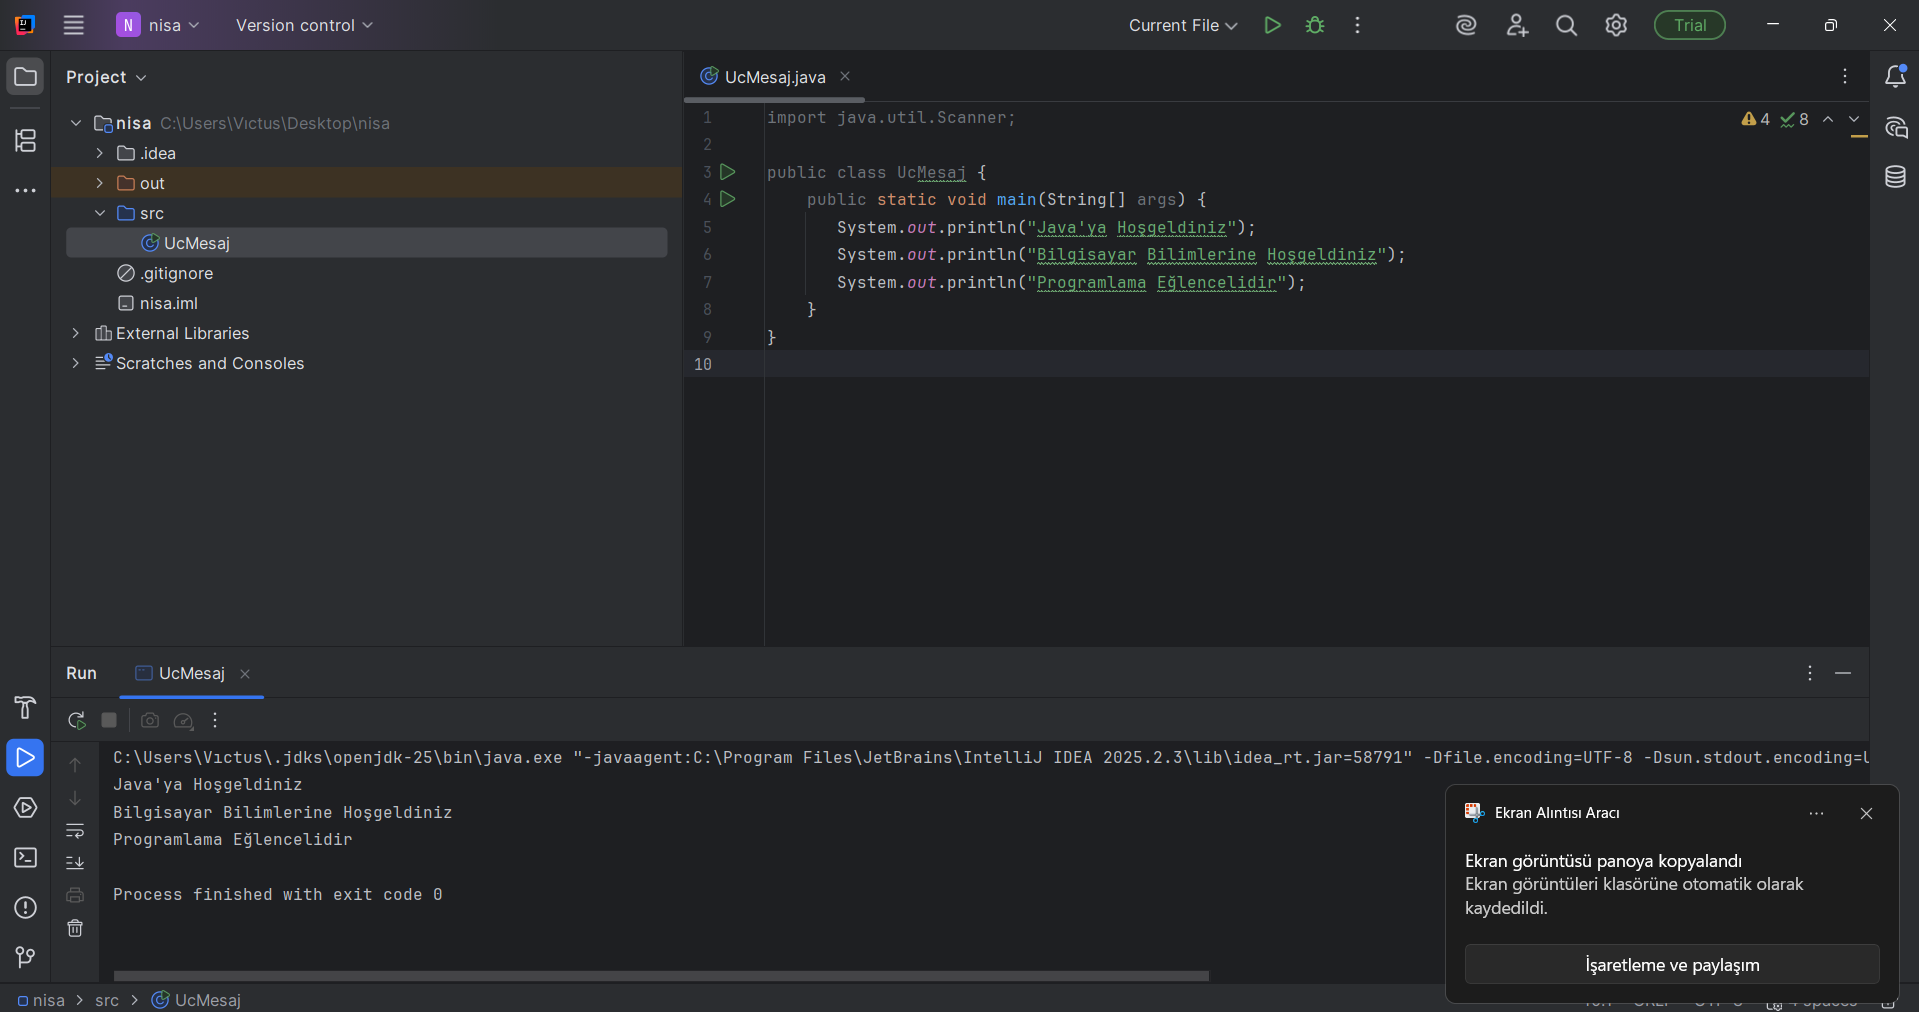 N nisa Version control Current File Trial
Project
UcMesaj.java
nisa C:\Users\Vıctus\Desktop\nisa
.idea
out
src
UcMesaj
.gitignore
nisa.iml
External Libraries
Scratches and Consoles
4 8
1 import java.util.Scanner;
2
3 public class UcMesaj {
4 public static void main(String[] args) {
5 System.out.println("Java'ya Hoşgeldiniz");
6 System.out.println("Bilgisayar Bilimlerine Hoşgeldiniz");
7 System.out.println("Programlama Eğlencelidir");
8 }
9 }
10
Run UcMesaj
C:\Users\Vıctus\.jdks\openjdk-25\bin\java.exe "-javaagent:C:\Program Files\JetBrains\IntelliJ IDEA 2025.2.3\lib\idea_rt.jar=58791" -Dfile.encoding=UTF-8 -Dsun.stdout.encoding=
Java'ya Hoşgeldiniz
Bilgisayar Bilimlerine Hoşgeldiniz
Programlama Eğlencelidir
Process finished with exit code 0
Ekran Alıntısı Aracı
Ekran görüntüsü panoya kopyalandı
Ekran görüntüleri klasörüne otomatik olarak
kaydedildi.
İşaretleme ve paylaşım
nisa > src > UcMesaj